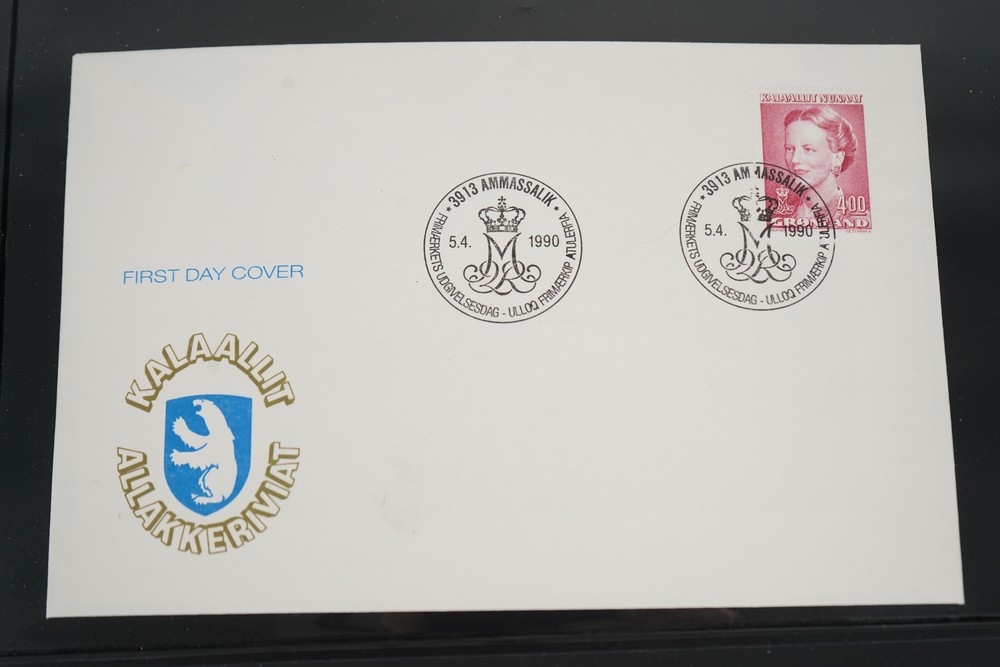 KALAALLIT NUNAAT
4.00
GRØNLAND
★ 3913 AMMASSALIK ★
5.4. 1990
FRIMÆRKETS UDGIVELSESDAG - ULLOQ FRIMÆRKIP ATULERFIA
★ 3913 AMMASSALIK ★
5.4. 1990
FRIMÆRKETS UDGIVELSESDAG - ULLOQ FRIMÆRKIP ATULERFIA
FIRST DAY COVER
KALAALLIT
ALLAKKERIVIAT